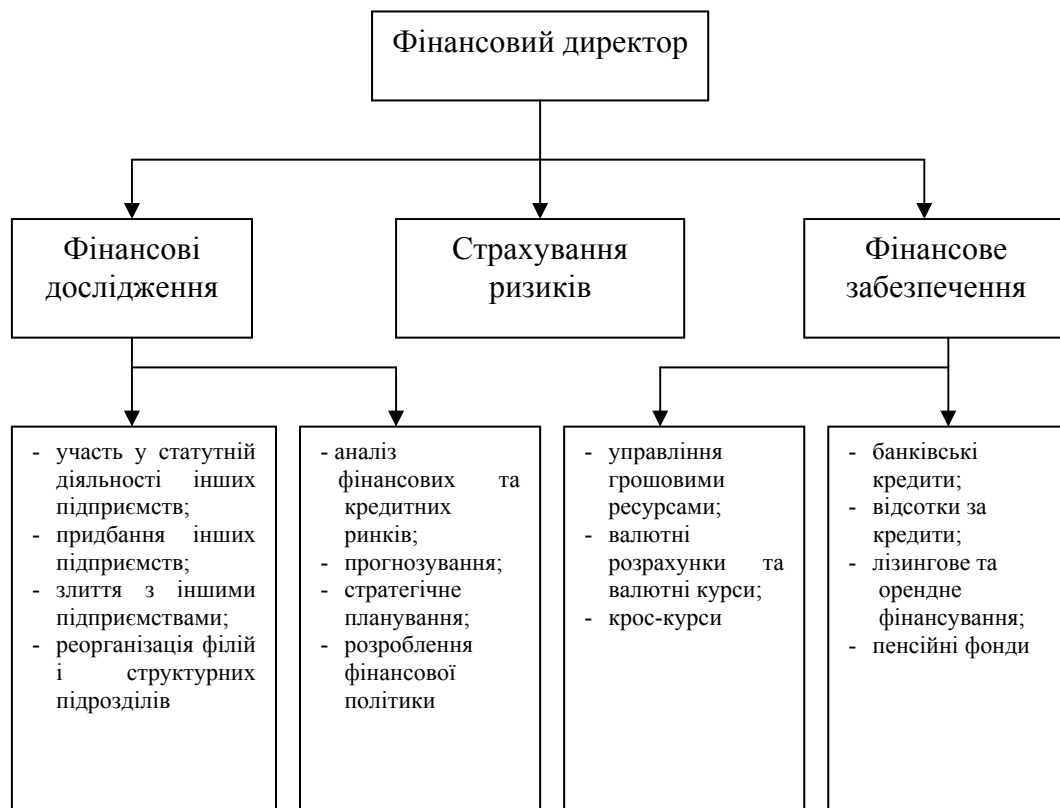 Фінансовий директор
Фінансові
дослідження
Страхування
ризиків
Фінансове
забезпечення
- участь у статутній
діяльності інших
підприємств;
- придбання інших
підприємств;
- злиття з іншими
підприємствами;
- реорганізація філій
і структурних
підрозділів
- аналіз
фінансових та
кредитних
ринків;
- прогнозування;
- стратегічне
планування;
- розроблення
фінансової
політики
- управління
грошовими
ресурсами;
- валютні
розрахунки та
валютні курси;
- крос-курси
- банківські
кредити;
- відсотки за
кредити;
- лізингове та
орендне
фінансування;
- пенсійні фонди